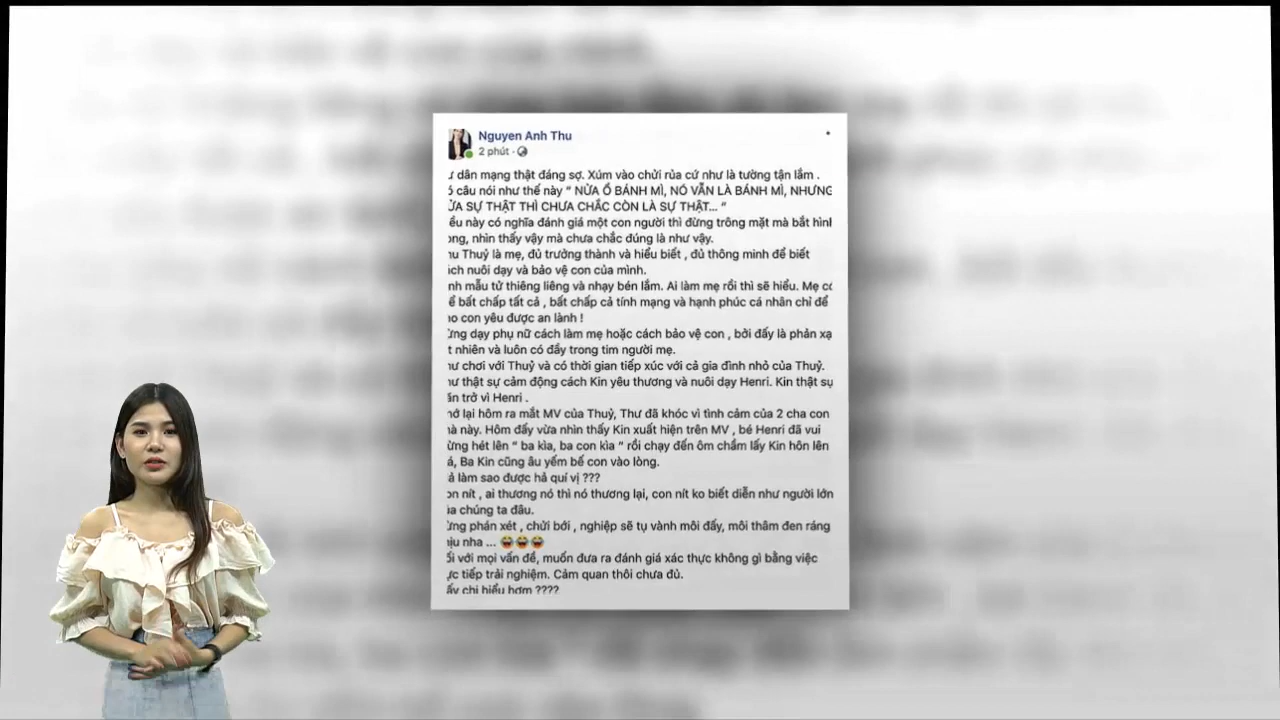 Nguyen Anh Thu
2 phút ·
dân mạng thật đáng sợ. Xúm vào chửi rủa cứ như là tường tận lắm .
câu nói như thế này “ NỬA Ổ BÁNH MÌ, NÓ VẪN LÀ BÁNH MÌ, NHƯNG
SỰ THẬT THÌ CHƯA CHẮC CÒN LÀ SỰ THẬT... “
này có nghĩa đánh giá một con người thì đừng trông mặt mà bắt hình
nhìn thấy vậy mà chưa chắc đúng là như vậy.
Thuỷ là mẹ, đủ trưởng thành và hiểu biết , đủ thông minh để biết
nuôi dạy và bảo vệ con của mình.
mẫu tử thiêng liêng và nhạy bén lắm. Ai làm mẹ rồi thì sẽ hiểu. Mẹ có
bất chấp tất cả , bất chấp cả tính mạng và hạnh phúc cá nhân chỉ để
con yêu được an lành !
dạy phụ nữ cách làm mẹ hoặc cách bảo vệ con , bởi đấy là phản xạ
nhiên và luôn có đầy trong tim người mẹ.
chơi với Thuỷ và có thời gian tiếp xúc với cả gia đình nhỏ của Thuỷ.
thật sự cảm động cách Kin yêu thương và nuôi dạy Henri. Kin thật sự
trở vì Henri .
lại hôm ra mắt MV của Thuỷ, Thư đã khóc vì tình cảm của 2 cha con
này. Hôm đấy vừa nhìn thấy Kin xuất hiện trên MV , bé Henri đã vui
hét lên “ ba kìa, ba con kìa “ rồi chạy đến ôm chầm lấy Kin hôn lên
Ba Kin cũng âu yếm bế con vào lòng.
làm sao được hả quí vị ???
nít , ai thương nó thì nó thương lại, con nít ko biết diễn như người lớn
chúng ta đâu.
phán xét , chửi bới , nghiệp sẽ tụ vành môi đấy, môi thâm đen ráng
nha ... 😂😂😂
với mọi vấn đề, muốn đưa ra đánh giá xác thực không gì bằng việc
tiếp trải nghiệm. Cảm quan thôi chưa đủ.
chị hiểu hơm ????